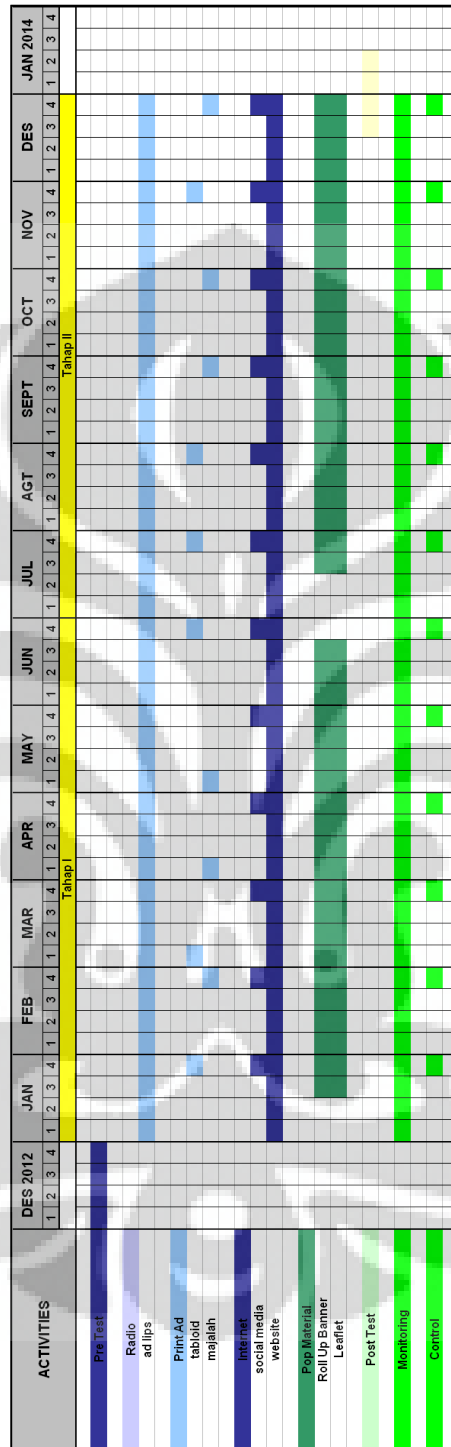 ACTIVITIES DES 2012 JAN FEB MAR APR MAY JUN JUL AGT SEPT OCT NOV DES JAN 2014
1 2 3 4 1 2 3 4 1 2 3 4 1 2 3 4 1 2 3 4 1 2 3 4 1 2 3 4 1 2 3 4 1 2 3 4 1 2 3 4 1 2 3 4 1 2 3 4 1 2 3 4 1 2 3 4
Tahap I Tahap II
Pre Test
Radio
ad lips
Print Ad
tabloid
majalah
Internet
social media
website
Pop Material
Roll Up Banner
Leaflet
Post Test
Monitoring
Control